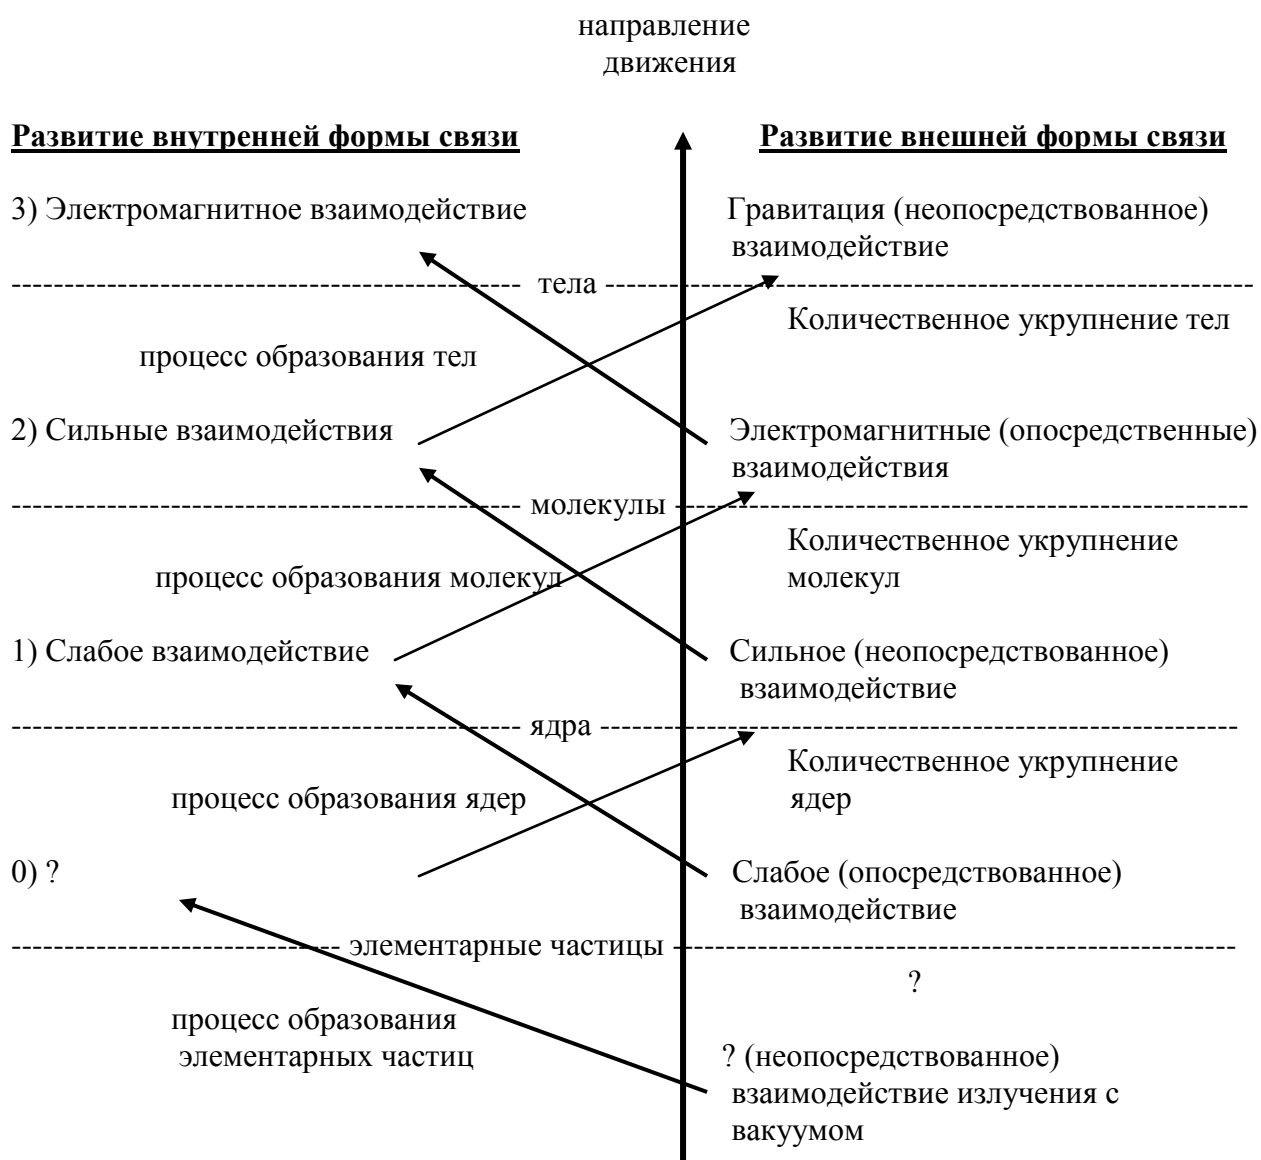 направление
движения
Развитие внутренней формы связи
Развитие внешней формы связи
3) Электромагнитное взаимодействие
Гравитация (неопосредствованное)
взаимодействие
тела
Количественное укрупнение тел
процесс образования тел
2) Сильные взаимодействия
Электромагнитные (опосредственные)
взаимодействия
молекулы
Количественное укрупнение
молекул
процесс образования молекул
1) Слабое взаимодействие
Сильное (неопосредствованное)
взаимодействие
ядра
Количественное укрупнение
ядер
процесс образования ядер
0) ?
Слабое (опосредствованное)
взаимодействие
элементарные частицы
?
процесс образования
элементарных частиц
? (неопосредствованное)
взаимодействие излучения с
вакуумом